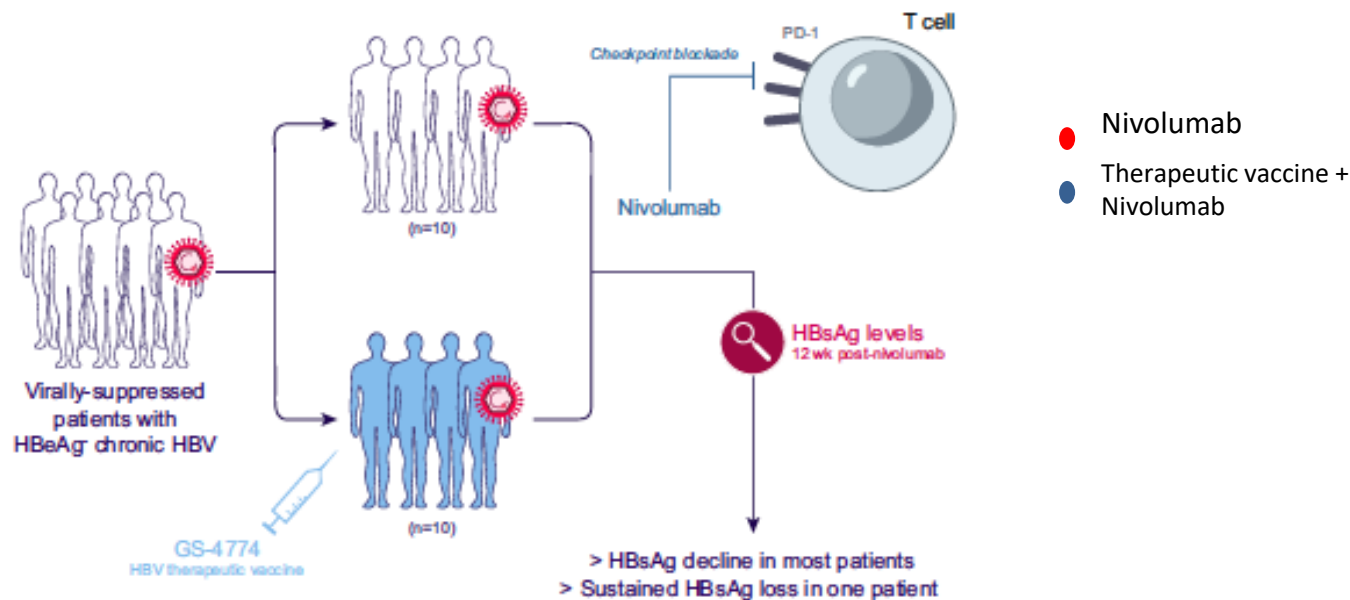 T cell
PD-1
Checkpoint blockade
Nivolumab
(n=10)
Nivolumab
Therapeutic vaccine +
Nivolumab
Virally-suppressed
patients with
HBeAg⁻ chronic HBV
HBsAg levels
12 wk post-nivolumab
(n=10)
GS-4774
HBV therapeutic vaccine
> HBsAg decline in most patients
> Sustained HBsAg loss in one patient